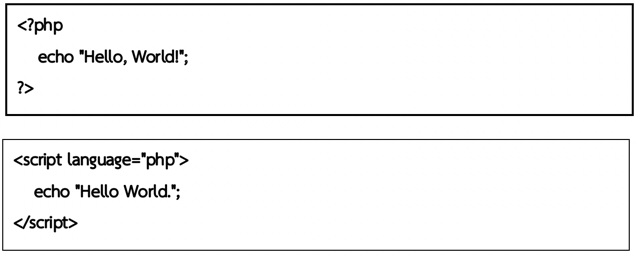 <?php
echo "Hello, World!";
?>
<script language="php">
echo "Hello World.";
</script>